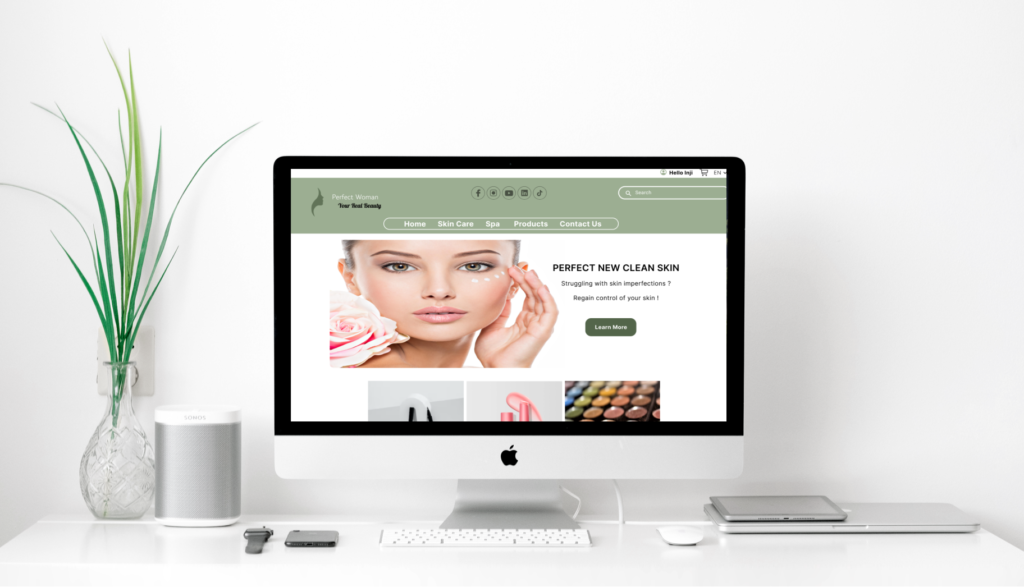 Hello Inji
EN
Perfect Woman
Your Real Beauty
Search
Home Skin Care Spa Products Contact Us
PERFECT NEW CLEAN SKIN
Struggling with skin imperfections ?
Regain control of your skin !
Learn More
SONOS